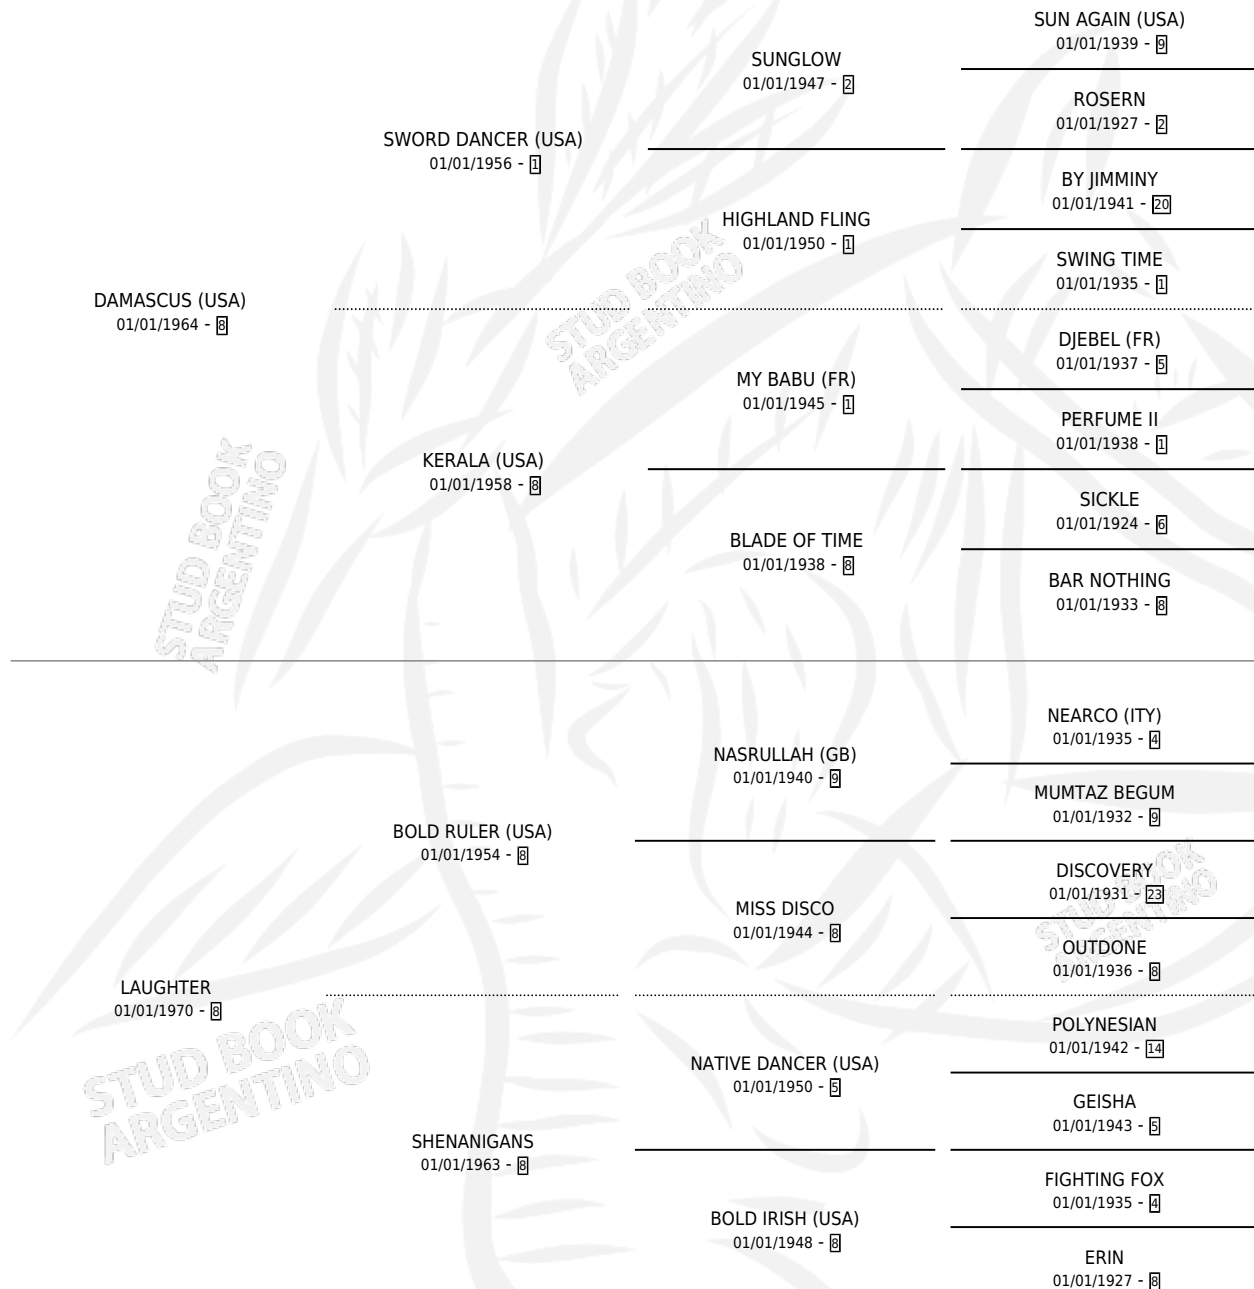 SUN AGAIN (USA)
01/01/1939 - 9
SUNGLOW
01/01/1947 - 2
ROSERN
01/01/1927 - 2
SWORD DANCER (USA)
01/01/1956 - 1
BY JIMMINY
01/01/1941 - 20
HIGHLAND FLING
01/01/1950 - 1
SWING TIME
01/01/1935 - 1
DAMASCUS (USA)
01/01/1964 - 8
DJEBEL (FR)
01/01/1937 - 5
MY BABU (FR)
01/01/1945 - 1
PERFUME II
01/01/1938 - 1
KERALA (USA)
01/01/1958 - 8
SICKLE
01/01/1924 - 6
BLADE OF TIME
01/01/1938 - 8
BAR NOTHING
01/01/1933 - 8
NEARCO (ITY)
01/01/1935 - 4
NASRULLAH (GB)
01/01/1940 - 9
MUMTAZ BEGUM
01/01/1932 - 9
BOLD RULER (USA)
01/01/1954 - 8
DISCOVERY
01/01/1931 - 23
MISS DISCO
01/01/1944 - 8
OUTDONE
01/01/1936 - 8
LAUGHTER
01/01/1970 - 8
POLYNESIAN
01/01/1942 - 14
NATIVE DANCER (USA)
01/01/1950 - 5
GEISHA
01/01/1943 - 5
SHENANIGANS
01/01/1963 - 8
FIGHTING FOX
01/01/1935 - 4
BOLD IRISH (USA)
01/01/1948 - 8
ERIN
01/01/1927 - 8
STUD BOOK
ARGENTINO
STUD BOOK
ARGENTINO
STUD BOOK
ARGENTINO
STUD BOOK
ARGENTINO